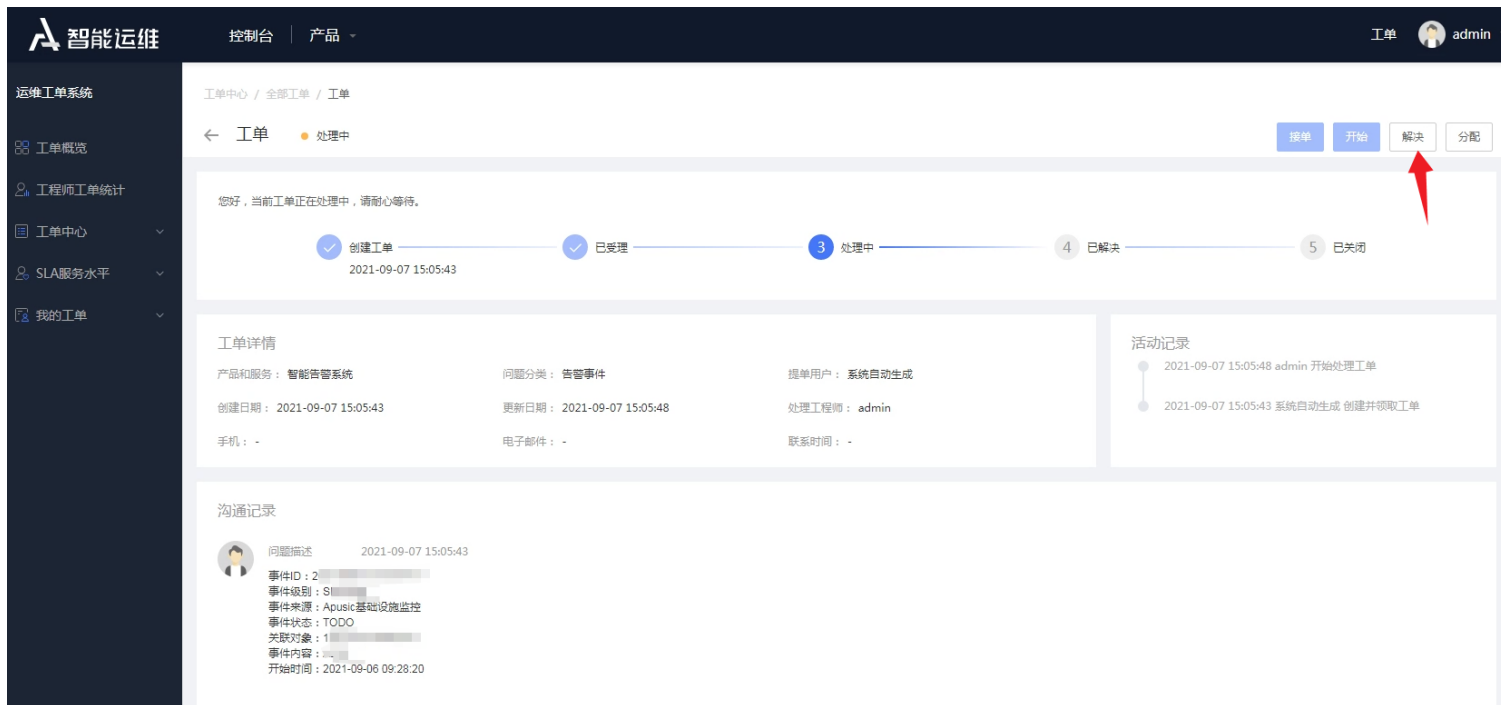 智能运维
控制台
产品
工单
admin
运维工单系统
工单概览
工程师工单统计
工单中心
SLA服务水平
我的工单
工单中心 / 全部工单 / 工单
← 工单
处理中
接单
开始
解决
分配
您好，当前工单正在处理中，请耐心等待。
创建工单
2021-09-07 15:05:43
已受理
3 处理中
4 已解决
5 已关闭
工单详情
产品和服务： 智能告警系统
问题分类： 告警事件
提单用户： 系统自动生成
创建日期： 2021-09-07 15:05:43
更新日期： 2021-09-07 15:05:48
处理工程师： admin
手机： -
电子邮件： -
联系时间： -
活动记录
2021-09-07 15:05:48 admin 开始处理工单
2021-09-07 15:05:43 系统自动生成 创建并领取工单
沟通记录
问题描述 2021-09-07 15:05:43
事件ID：2
事件级别：S
事件来源：Apusic基础设施监控
事件状态：TODO
关联对象：1
事件内容：
开始时间：2021-09-06 09:28:20